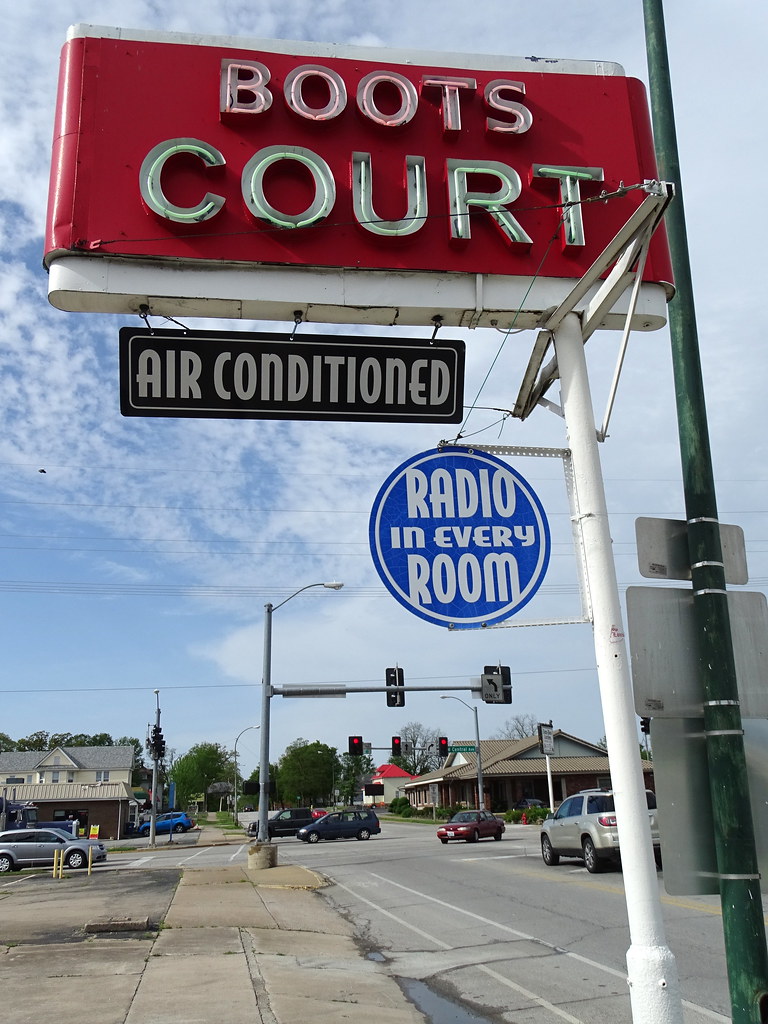 BOOTS
COURT
AIR CONDITIONED
RADIO
IN EVERY
ROOM
ONLY